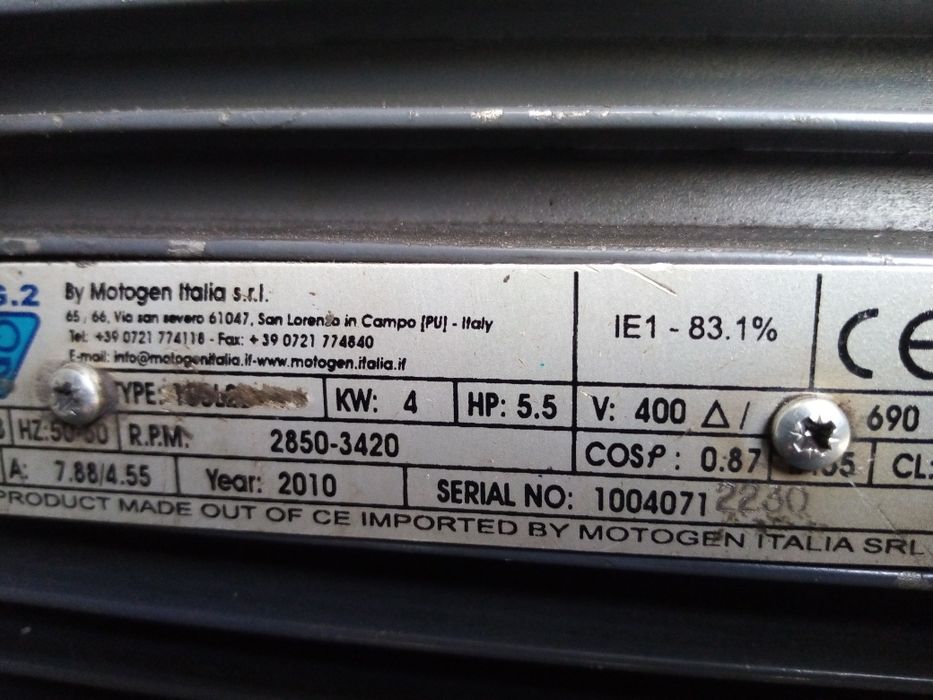 G.2
By Motogen Italia s.r.l.
65 , 66, Via san severo 61047, San Lorenzo in Campo [PU] - Italy
Tel: +39 0721 774118 - Fax: + 39 0721 774840
E-mail: info@motogenitalia.it-www.motogen.italia.it
IE1 - 83.1%
CE
TYPE:
KW: 4
HP: 5.5
V: 400 Δ / 690
HZ:50-60
R.P.M: 2850-3420
COSφ : 0.87
CL:
A: 7.88/4.55
Year: 2010
SERIAL NO: 1004071 2230
PRODUCT MADE OUT OF CE IMPORTED BY MOTOGEN ITALIA SRL